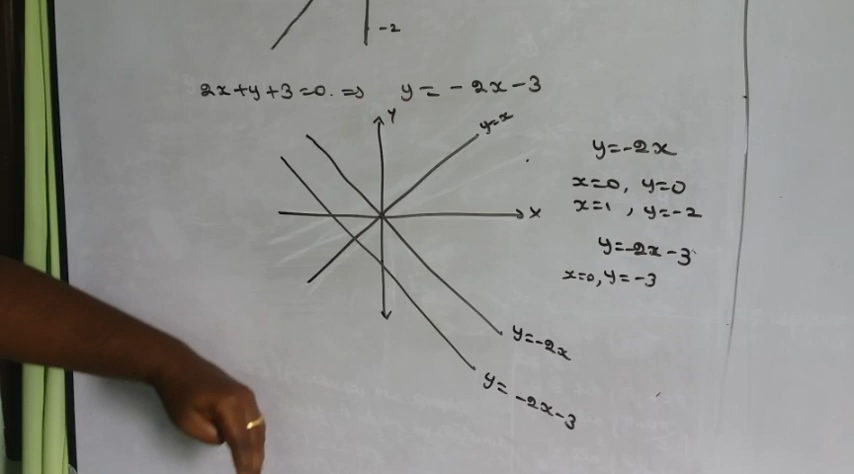 -2
2x+y+3=0. ⇒ y = -2x-3
Y
y=x
X
y=-2x
x=0, y=0
x=1, y=-2
y=-2x-3
x=0, y=-3
y=-2x
y= -2x-3